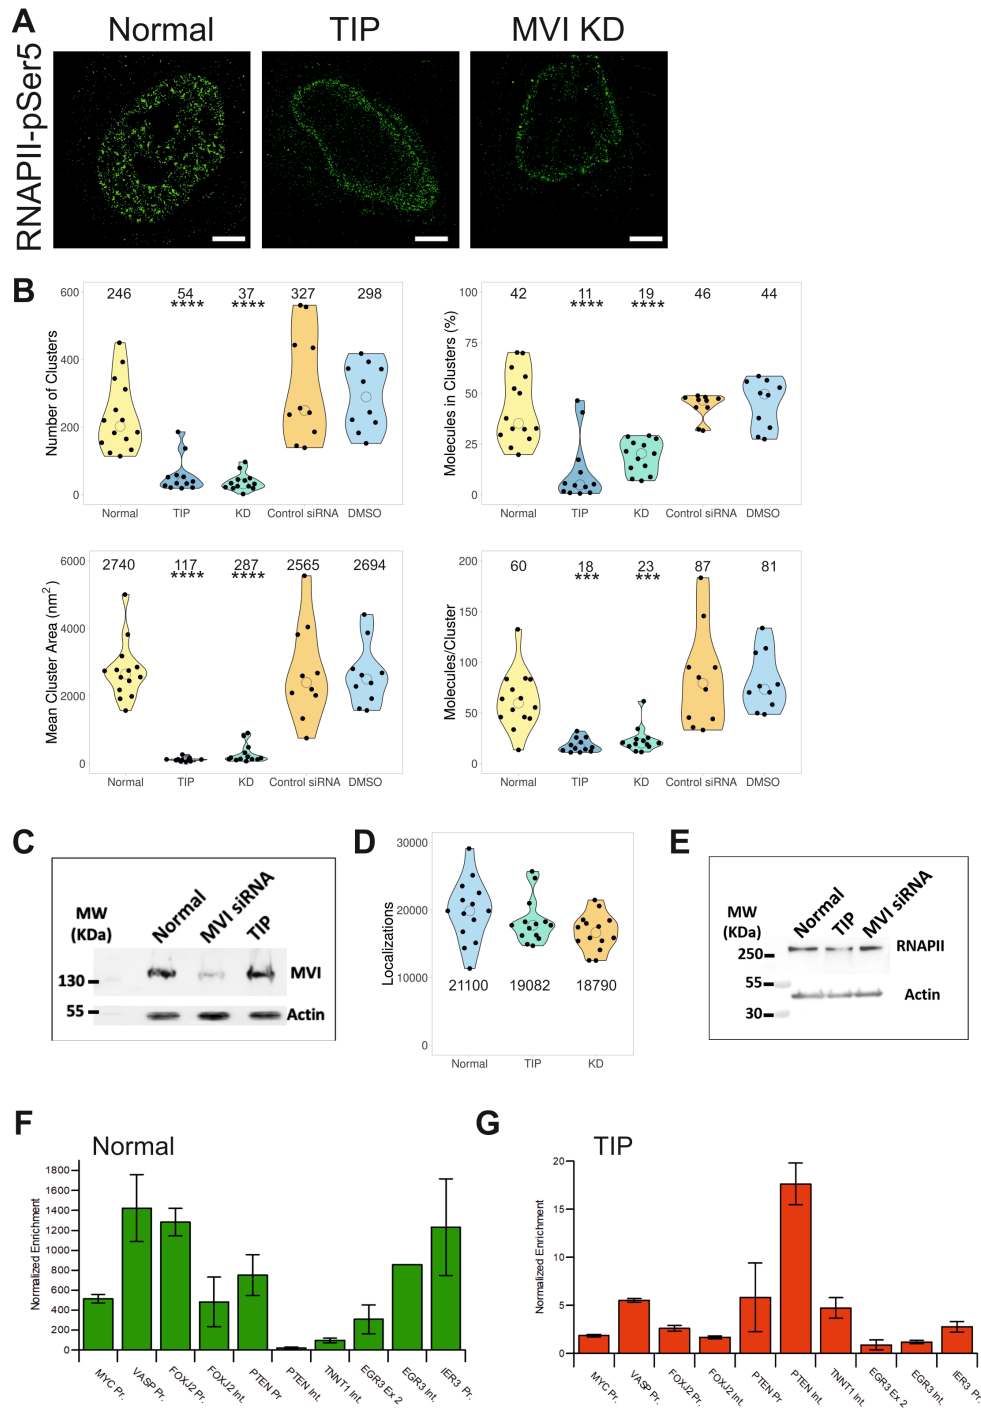 A
Normal TIP MVI KD
RNAPII-pSer5
B
Number of Clusters
600
400
200
0
246 54 37 327 298
**** ****
Normal TIP KD Control siRNA DMSO
Molecules in Clusters (%)
100
75
50
25
0
42 11 19 46 44
**** ****
Normal TIP KD Control siRNA DMSO
Mean Cluster Area (nm²)
6000
4000
2000
0
2740 117 287 2565 2694
**** ****
Normal TIP KD Control siRNA DMSO
Molecules/Cluster
200
150
100
50
0
60 18 23 87 81
*** ***
Normal TIP KD Control siRNA DMSO
C
MW
(KDa)
Normal MVI siRNA TIP
130 MVI
55 Actin
D
Localizations
30000
20000
10000
0
21100 19082 18790
Normal TIP KD
E
MW
(KDa)
Normal TIP MVI siRNA
250 RNAPII
55
30
Actin
F
Normal
Normalized Enrichment
1800
1600
1400
1200
1000
800
600
400
200
0
MYC Pr. VASP Pr. FOXJ2 Pr. FOXJ2 Int. PTEN Pr. PTEN Int. TNNT1 Int. EGR3 Ex 2 EGR3 Int. IER3 Pr.
G
TIP
Normalized Enrichment
20
15
10
5
0
MYC Pr. VASP Pr. FOXJ2 Pr. FOXJ2 Int. PTEN Pr PTEN Int TNNT1 Int. EGR3 Ex 2 EGR3 Int. IER3 Pr.